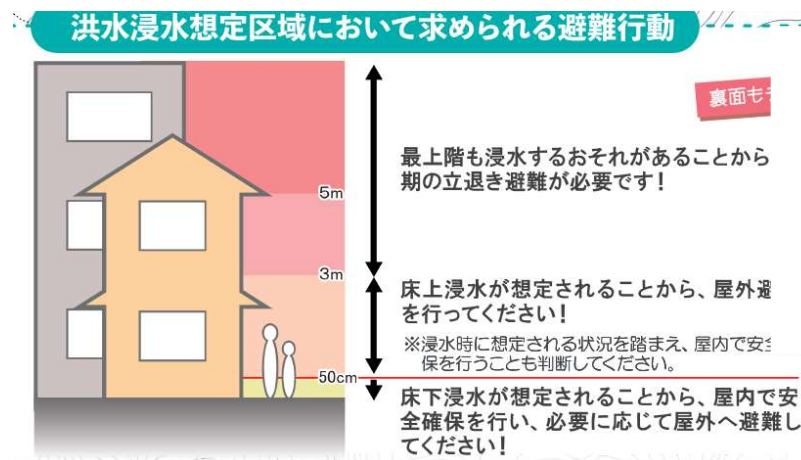 洪水浸水想定区域において求められる避難行動
裏面も
最上階も浸水するおそれがあることから
期の立退き避難が必要です！
5m
3m
床上浸水が想定されることから、屋外避
を行ってください！
※浸水時に想定される状況を踏まえ、屋内で安
保を行うことも判断してください。
50cm
床下浸水が想定されることから、屋内で安
全確保を行い、必要に応じて屋外へ避難し
てください！